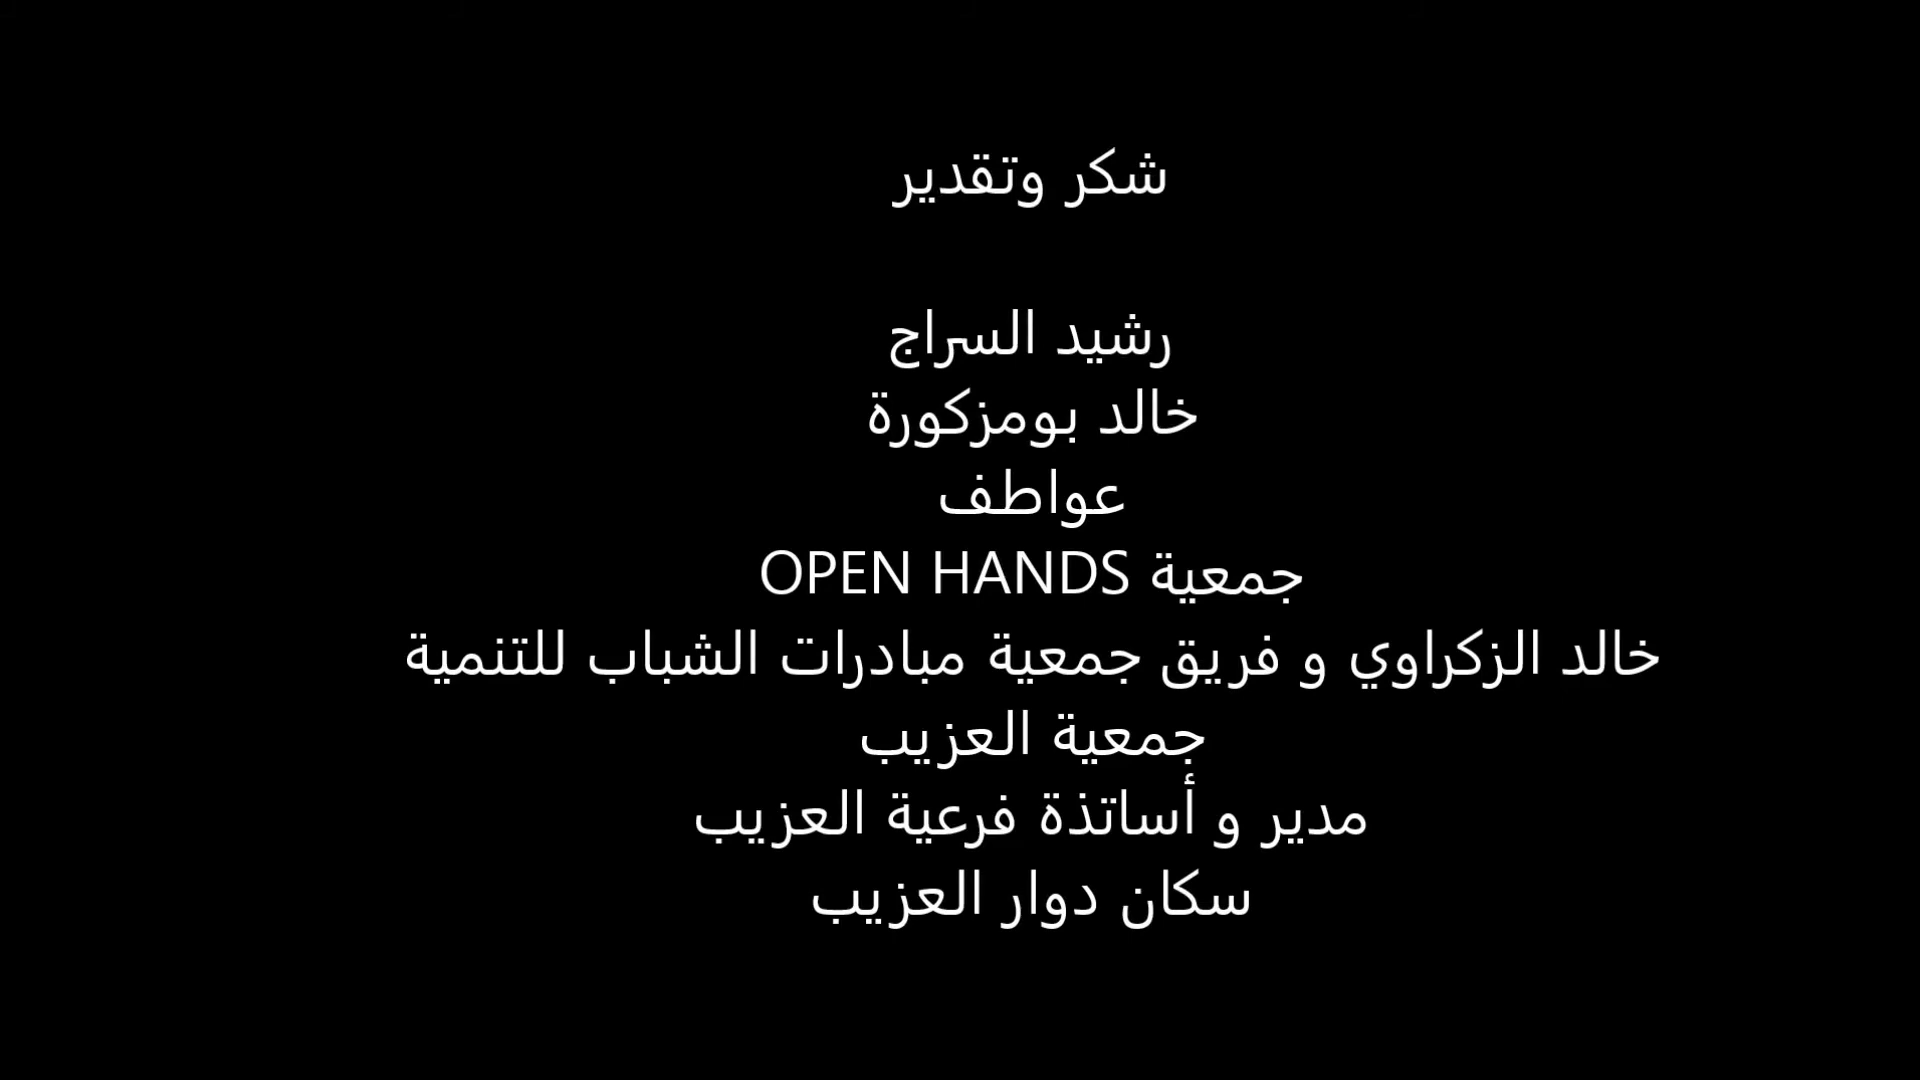 شكر وتقدير
رشيد السراج
خالد بومزكورة
عواطف
جمعية OPEN HANDS
خالد الزكراوي و فريق جمعية مبادرات الشباب للتنمية
جمعية العزيب
مدير و أساتذة فرعية العزيب
سكان دوار العزيب